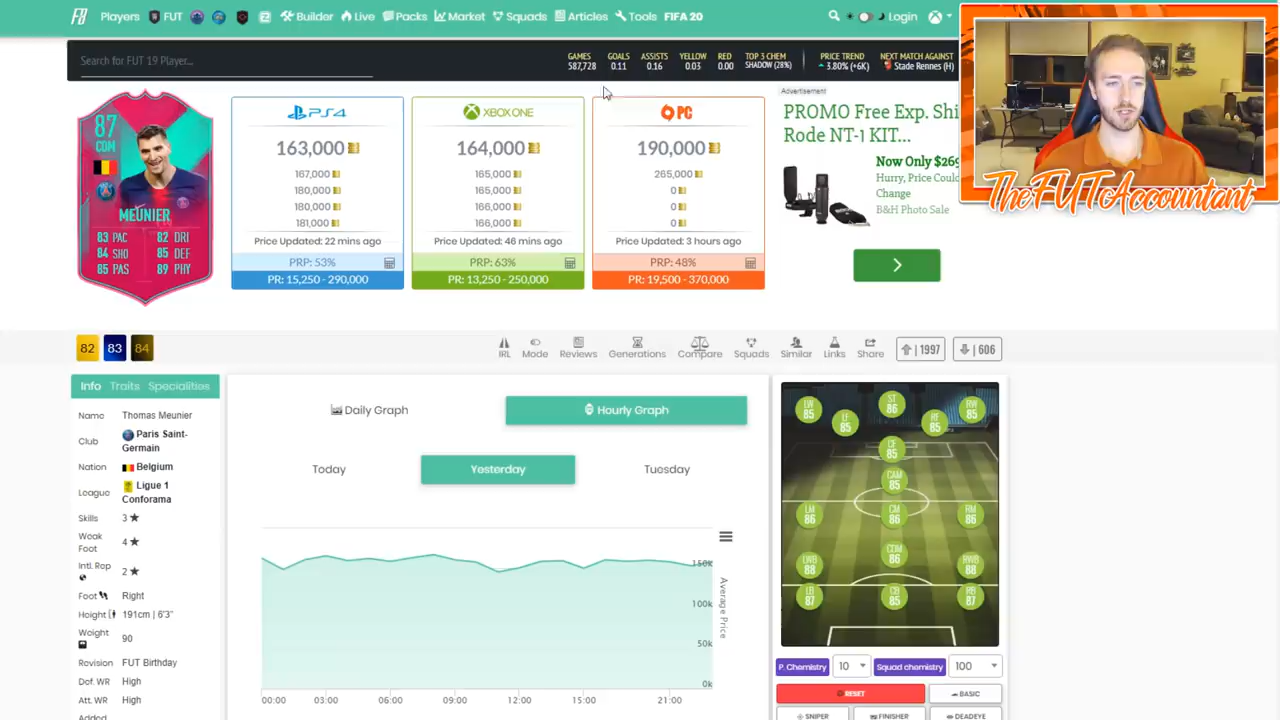 F8 Players FUT Builder Live Packs Market Squads Articles Tools FIFA 20 Login
Search for FUT 19 Player...
GAMES GOALS ASSISTS YELLOW RED TOP 3 CHEM PRICE TREND NEXT MATCH AGAINST
587,728 0.11 0.16 0.03 0.00 SHADOW (28%) 3.80% (+6K) Stade Rennes (H)
87
CDM
MEUNIER
83 PAC 82 DRI
84 SHO 85 DEF
85 PAS 89 PHY
PS4
163,000
167,000
180,000
180,000
181,000
Price Updated: 22 mins ago
PRP: 53%
PR: 15,250 - 290,000
XBOX ONE
164,000
165,000
165,000
166,000
166,000
Price Updated: 46 mins ago
PRP: 63%
PR: 13,250 - 250,000
PC
190,000
265,000
0
0
0
Price Updated: 3 hours ago
PRP: 48%
PR: 19,500 - 370,000
Advertisement
PROMO Free Exp. Shi
Rode NT-1 KIT...
Now Only $269
Hurry, Price Coul
Change
B&H Photo Sale
TheFUTAccountant
82 83 84
IRL Mode Reviews Generations Compare Squads Similar Links Share 1997 606
Info Traits Specialities
Name Thomas Meunier
Club Paris Saint-
Germain
Nation Belgium
League Ligue 1
Conforama
Skills 3
Weak
Foot 4
Intl. Rep 2
Foot Right
Height 191cm | 6'3"
Weight 90
Revision FUT Birthday
Def. WR High
Att. WR High
Added
Daily Graph Hourly Graph
Today Yesterday Tuesday
150k
100k
50k
0k
Average Price
00:00 03:00 06:00 09:00 12:00 15:00 21:00
LW
85
LF
85
ST
86
RF
85
RW
85
CF
85
CAM
85
LM
86
CM
86
RM
86
LWB
88
CDM
86
RWB
88
LB
87
CB
85
RB
87
P. Chemistry 10 Squad chemistry 100
RESET BASIC
SNIPER FINISHER DEADEYE